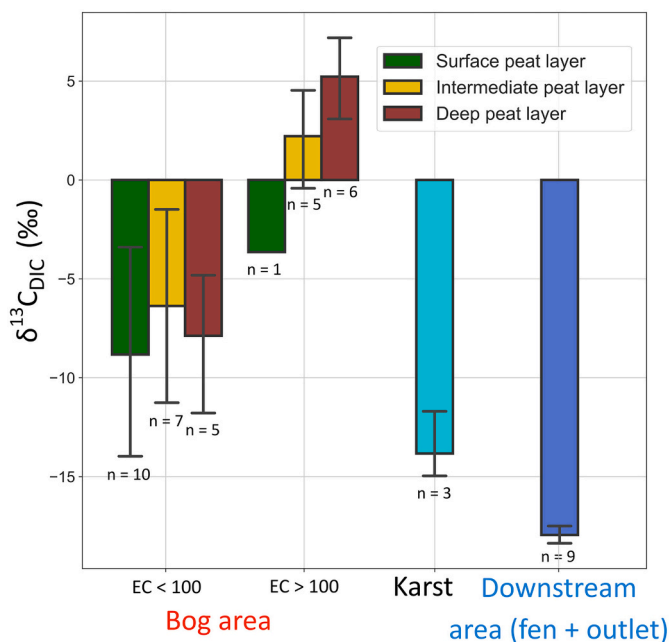 5
0
−5
−10
−15
δ¹³C_DIC (‰)
Surface peat layer
Intermediate peat layer
Deep peat layer
n = 10
n = 7
n = 5
n = 1
n = 5
n = 6
n = 3
n = 9
EC < 100
EC > 100
Karst
Downstream
Bog area
area (fen + outlet)